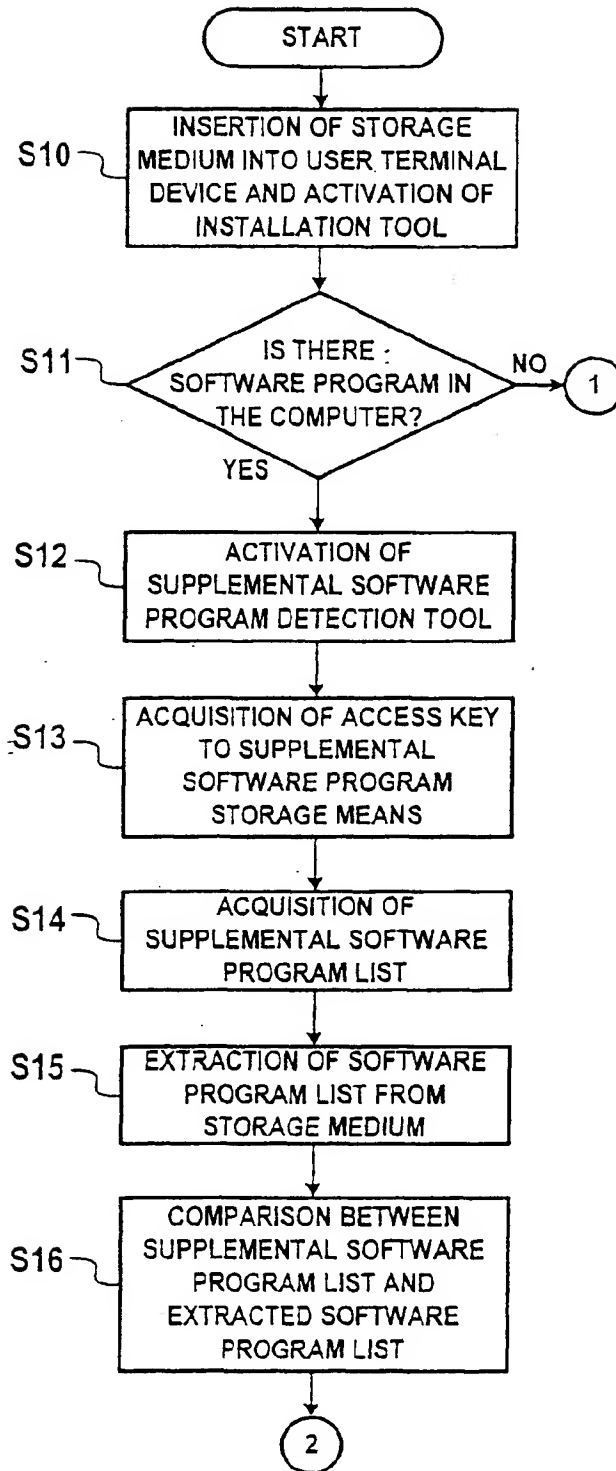 START
S10
INSERTION OF STORAGE
MEDIUM INTO USER TERMINAL
DEVICE AND ACTIVATION OF
INSTALLATION TOOL
S11
IS THERE
SOFTWARE PROGRAM IN
THE COMPUTER?
NO
1
YES
S12
ACTIVATION OF
SUPPLEMENTAL SOFTWARE
PROGRAM DETECTION TOOL
S13
ACQUISITION OF ACCESS KEY
TO SUPPLEMENTAL
SOFTWARE PROGRAM
STORAGE MEANS
S14
ACQUISITION OF
SUPPLEMENTAL SOFTWARE
PROGRAM LIST
S15
EXTRACTION OF SOFTWARE
PROGRAM LIST FROM
STORAGE MEDIUM
S16
COMPARISON BETWEEN
SUPPLEMENTAL SOFTWARE
PROGRAM LIST AND
EXTRACTED SOFTWARE
PROGRAM LIST
2